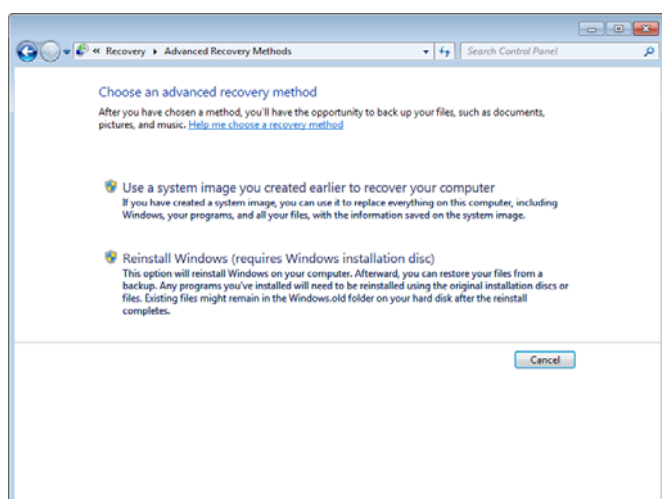 « Recovery ▸ Advanced Recovery Methods
Search Control Panel
Choose an advanced recovery method
After you have chosen a method, you'll have the opportunity to back up your files, such as documents,
pictures, and music. Help me choose a recovery method
Use a system image you created earlier to recover your computer
If you have created a system image, you can use it to replace everything on this computer, including
Windows, your programs, and all your files, with the information saved on the system image.
Reinstall Windows (requires Windows installation disc)
This option will reinstall Windows on your computer. Afterward, you can restore your files from a
backup. Any programs you've installed will need to be reinstalled using the original installation discs or
files. Existing files might remain in the Windows.old folder on your hard disk after the reinstall
completes.
Cancel